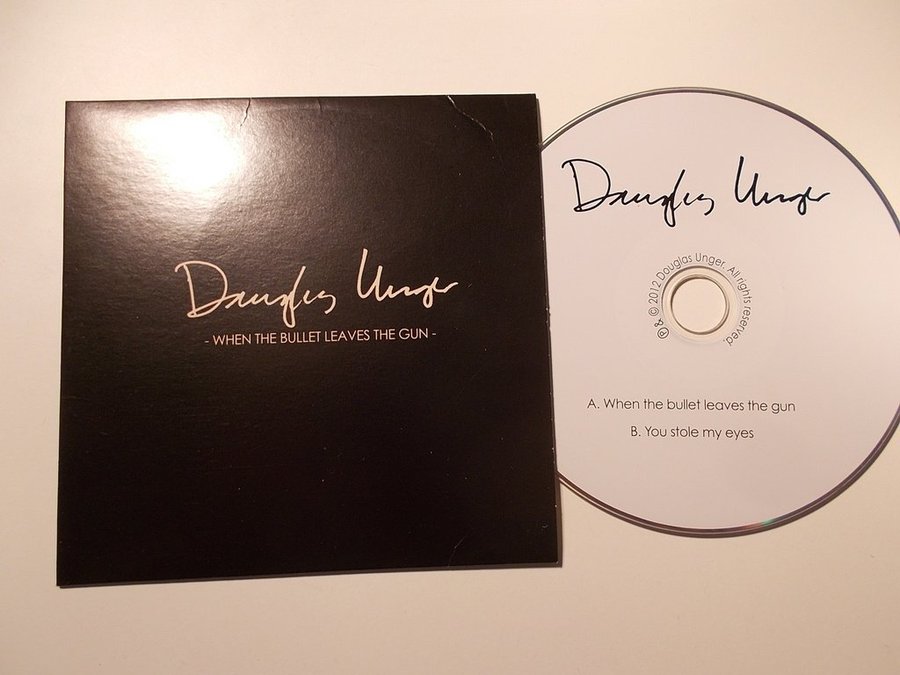 Douglas Unger
- WHEN THE BULLET LEAVES THE GUN -
Douglas Unger
℗ & © 2012 Douglas Unger. All rights reserved.
A. When the bullet leaves the gun
B. You stole my eyes